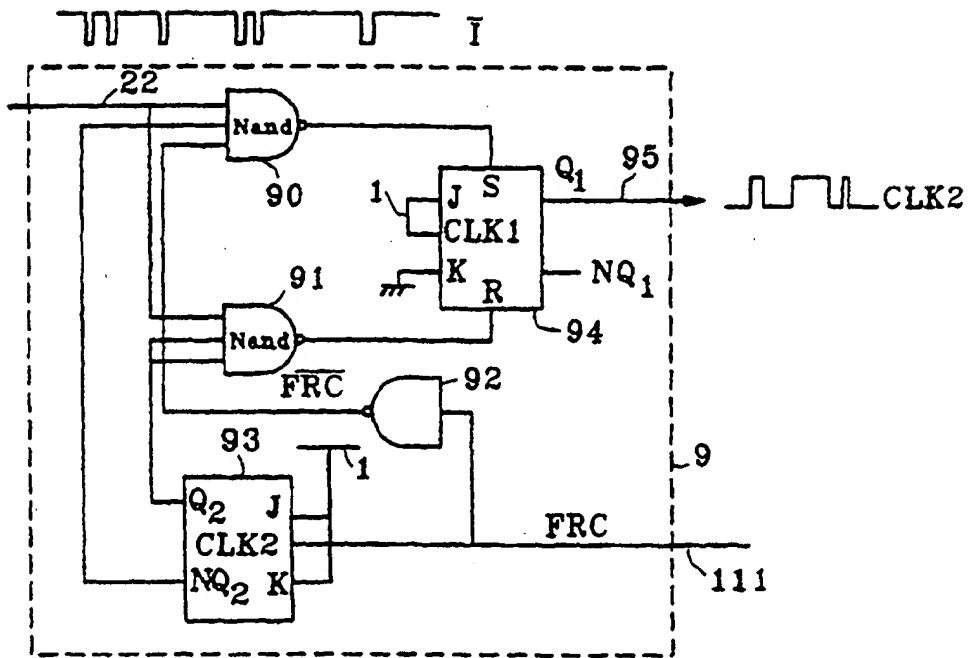 Ī
22
Nand
90
Q₁
95
S
J
1
CLK1
CLK2
K
NQ₁
R
91
94
Nand
F̅R̅C̅
92
93
1
9
Q₂
J
CLK2
FRC
NQ₂
K
111